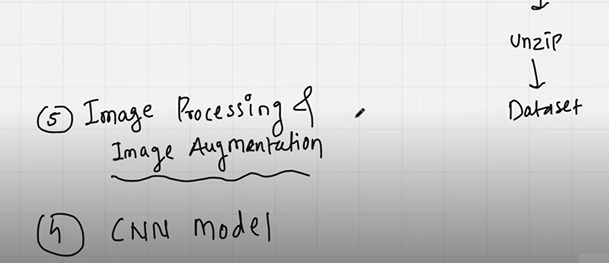 Unzip
↓
Dataset
⑤ Image Processing &
Image Augmentation
④ CNN Model